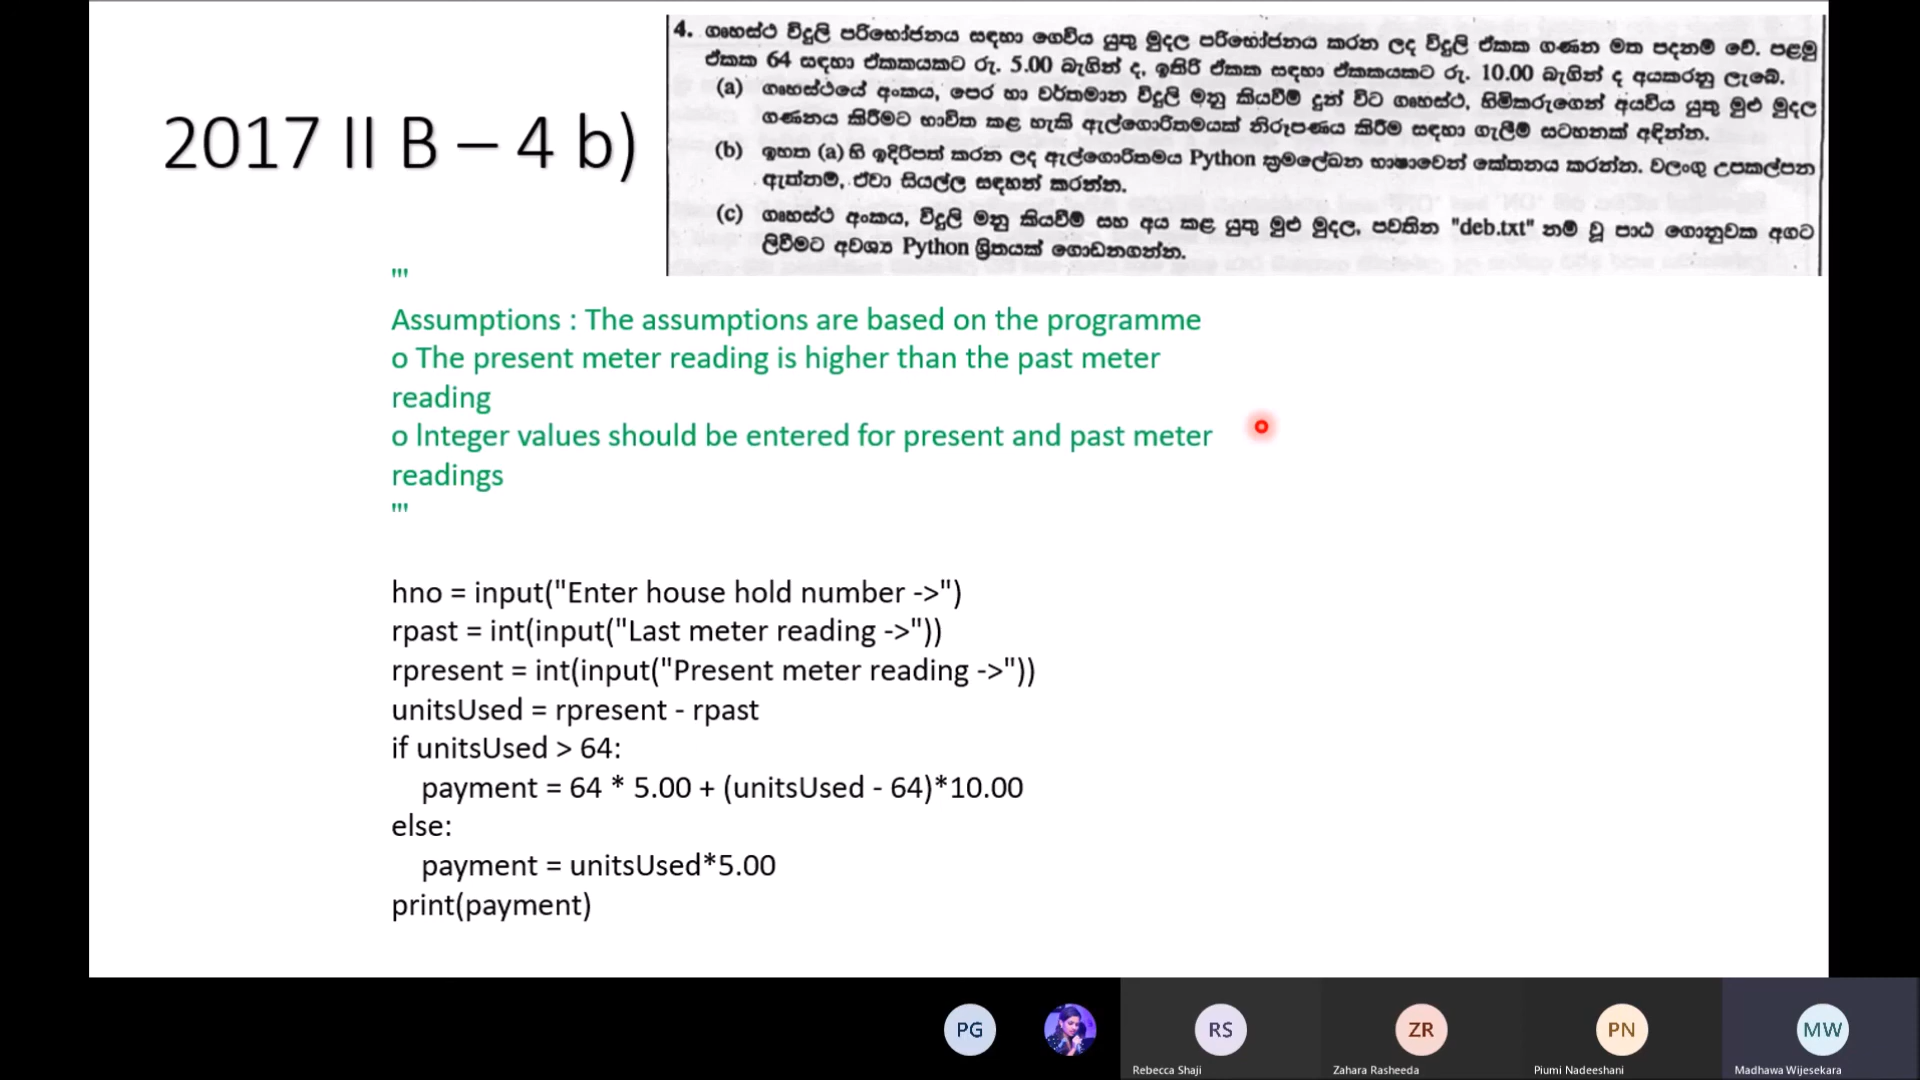 2017 II B – 4 b)
4. ගෘහස්ථ විදුලි පරිභෝජනය සඳහා ගෙවිය යුතු මුදල පරිභෝජනය කරන ලද විදුලි ඒකක ගණන මත පදනම් වේ. පළමු
ඒකක 64 සඳහා ඒකකයකට රු. 5.00 බැගින් ද, ඉතිරි ඒකක සඳහා ඒකකයකට රු. 10.00 බැගින් ද අයකරනු ලැබේ.
(a) ගෘහස්ථයේ අංකය, පෙර හා වර්තමාන විදුලි මනු කියවීම් දුන් විට ගෘහස්ථ, හිමිකරුගෙන් අයවිය යුතු මුළු මුදල
ගණනය කිරීමට භාවිත කළ හැකි ඇල්ගොරිතමයක් නිරූපණය කිරීම සඳහා ගැලීම් සටහනක් අඳින්න.
(b) ඉහත (a) හි ඉදිරිපත් කරන ලද ඇල්ගොරිතමය Python ක්‍රමලේඛන භාෂාවෙන් කේතනය කරන්න. වලංගු උපකල්පන
ඇත්නම්, ඒවා සියල්ල සඳහන් කරන්න.
(c) ගෘහස්ථ අංකය, විදුලි මනු කියවීම් සහ අය කළ යුතු මුළු මුදල, පවතින "deb.txt" නම් වූ පාඨ ගොනුවක අගට
ලිවීමට අවශ්‍ය Python ශ්‍රිතයක් ගොඩනගන්න.
'''
Assumptions : The assumptions are based on the programme
o The present meter reading is higher than the past meter
reading
o Integer values should be entered for present and past meter
readings
'''
hno = input("Enter house hold number ->")
rpast = int(input("Last meter reading ->"))
rpresent = int(input("Present meter reading ->"))
unitsUsed = rpresent - rpast
if unitsUsed > 64:
payment = 64 * 5.00 + (unitsUsed - 64)*10.00
else:
payment = unitsUsed*5.00
print(payment)
PG
RS
ZR
PN
MW
Rebecca Shaji
Zahara Rasheeda
Piumi Nadeeshani
Madhawa Wijesekara